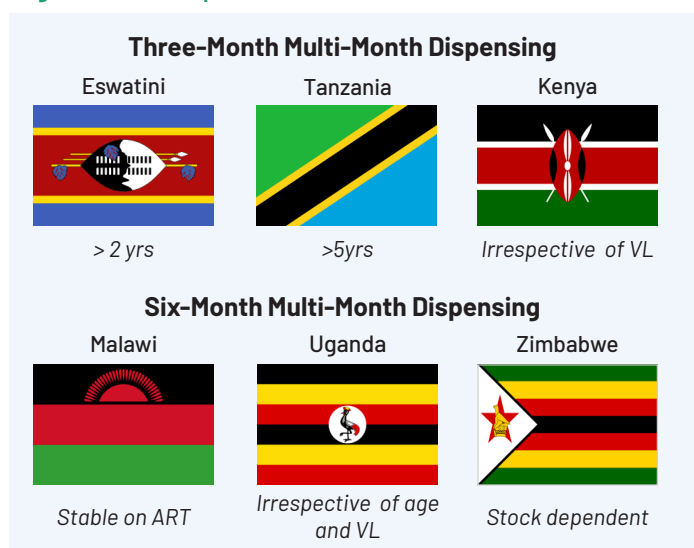 Three-Month Multi-Month Dispensing
Eswatini Tanzania Kenya
> 2 yrs >5yrs Irrespective of VL
Six-Month Multi-Month Dispensing
Malawi Uganda Zimbabwe
Stable on ART Irrespective of age and VL Stock dependent